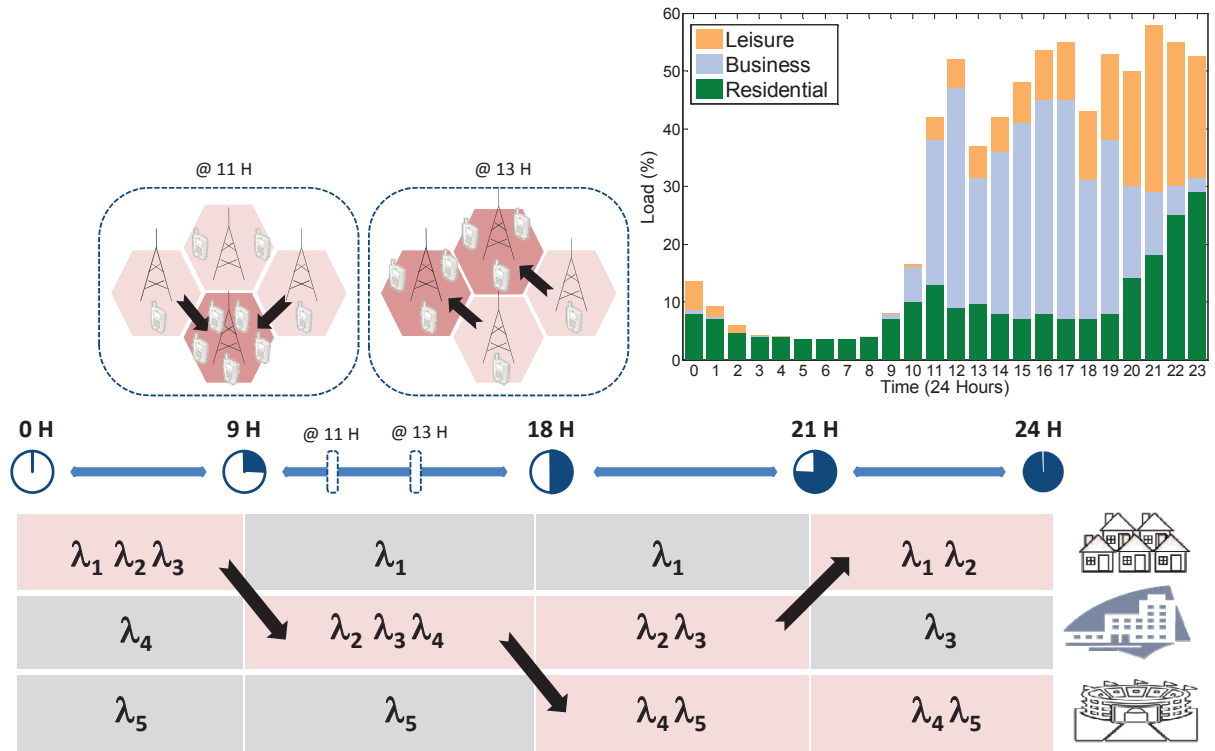 60
50
40
30
20
10
0
Load (%)
Leisure
Business
Residential
0 1 2 3 4 5 6 7 8 9 10 11 12 13 14 15 16 17 18 19 20 21 22 23
Time (24 Hours)
@ 11 H
@ 13 H
0 H
9 H
@ 11 H
@ 13 H
18 H
21 H
24 H
λ1 λ2 λ3
λ1
λ1
λ1 λ2
λ4
λ2 λ3 λ4
λ2 λ3
λ3
λ5
λ5
λ4 λ5
λ4 λ5